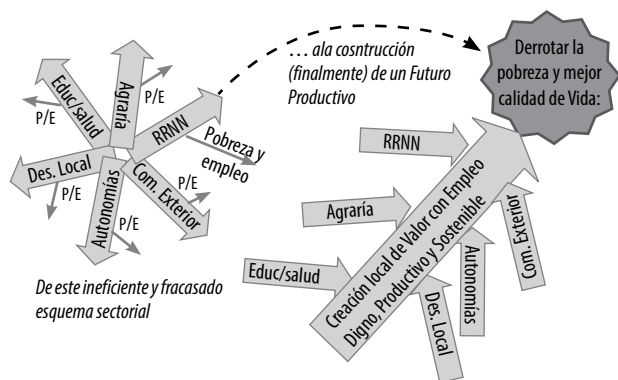 Educ/salud
Agraría
RRNN
P/E
P/E
Pobreza y
empleo
Des. Local
P/E
Autonomías
P/E
Com. Exterior
P/E
De este ineficiente y fracasado
esquema sectorial
… ala cosntrucción
(finalmente) de un Futuro
Productivo
Derrotar la
pobreza y mejor
calidad de Vida:
RRNN
Agraría
Educ/salud
Creación local de Valor con Empleo
Digno, Productivo y Sostenible
Des. Local
Autonomías
Com. Exterior